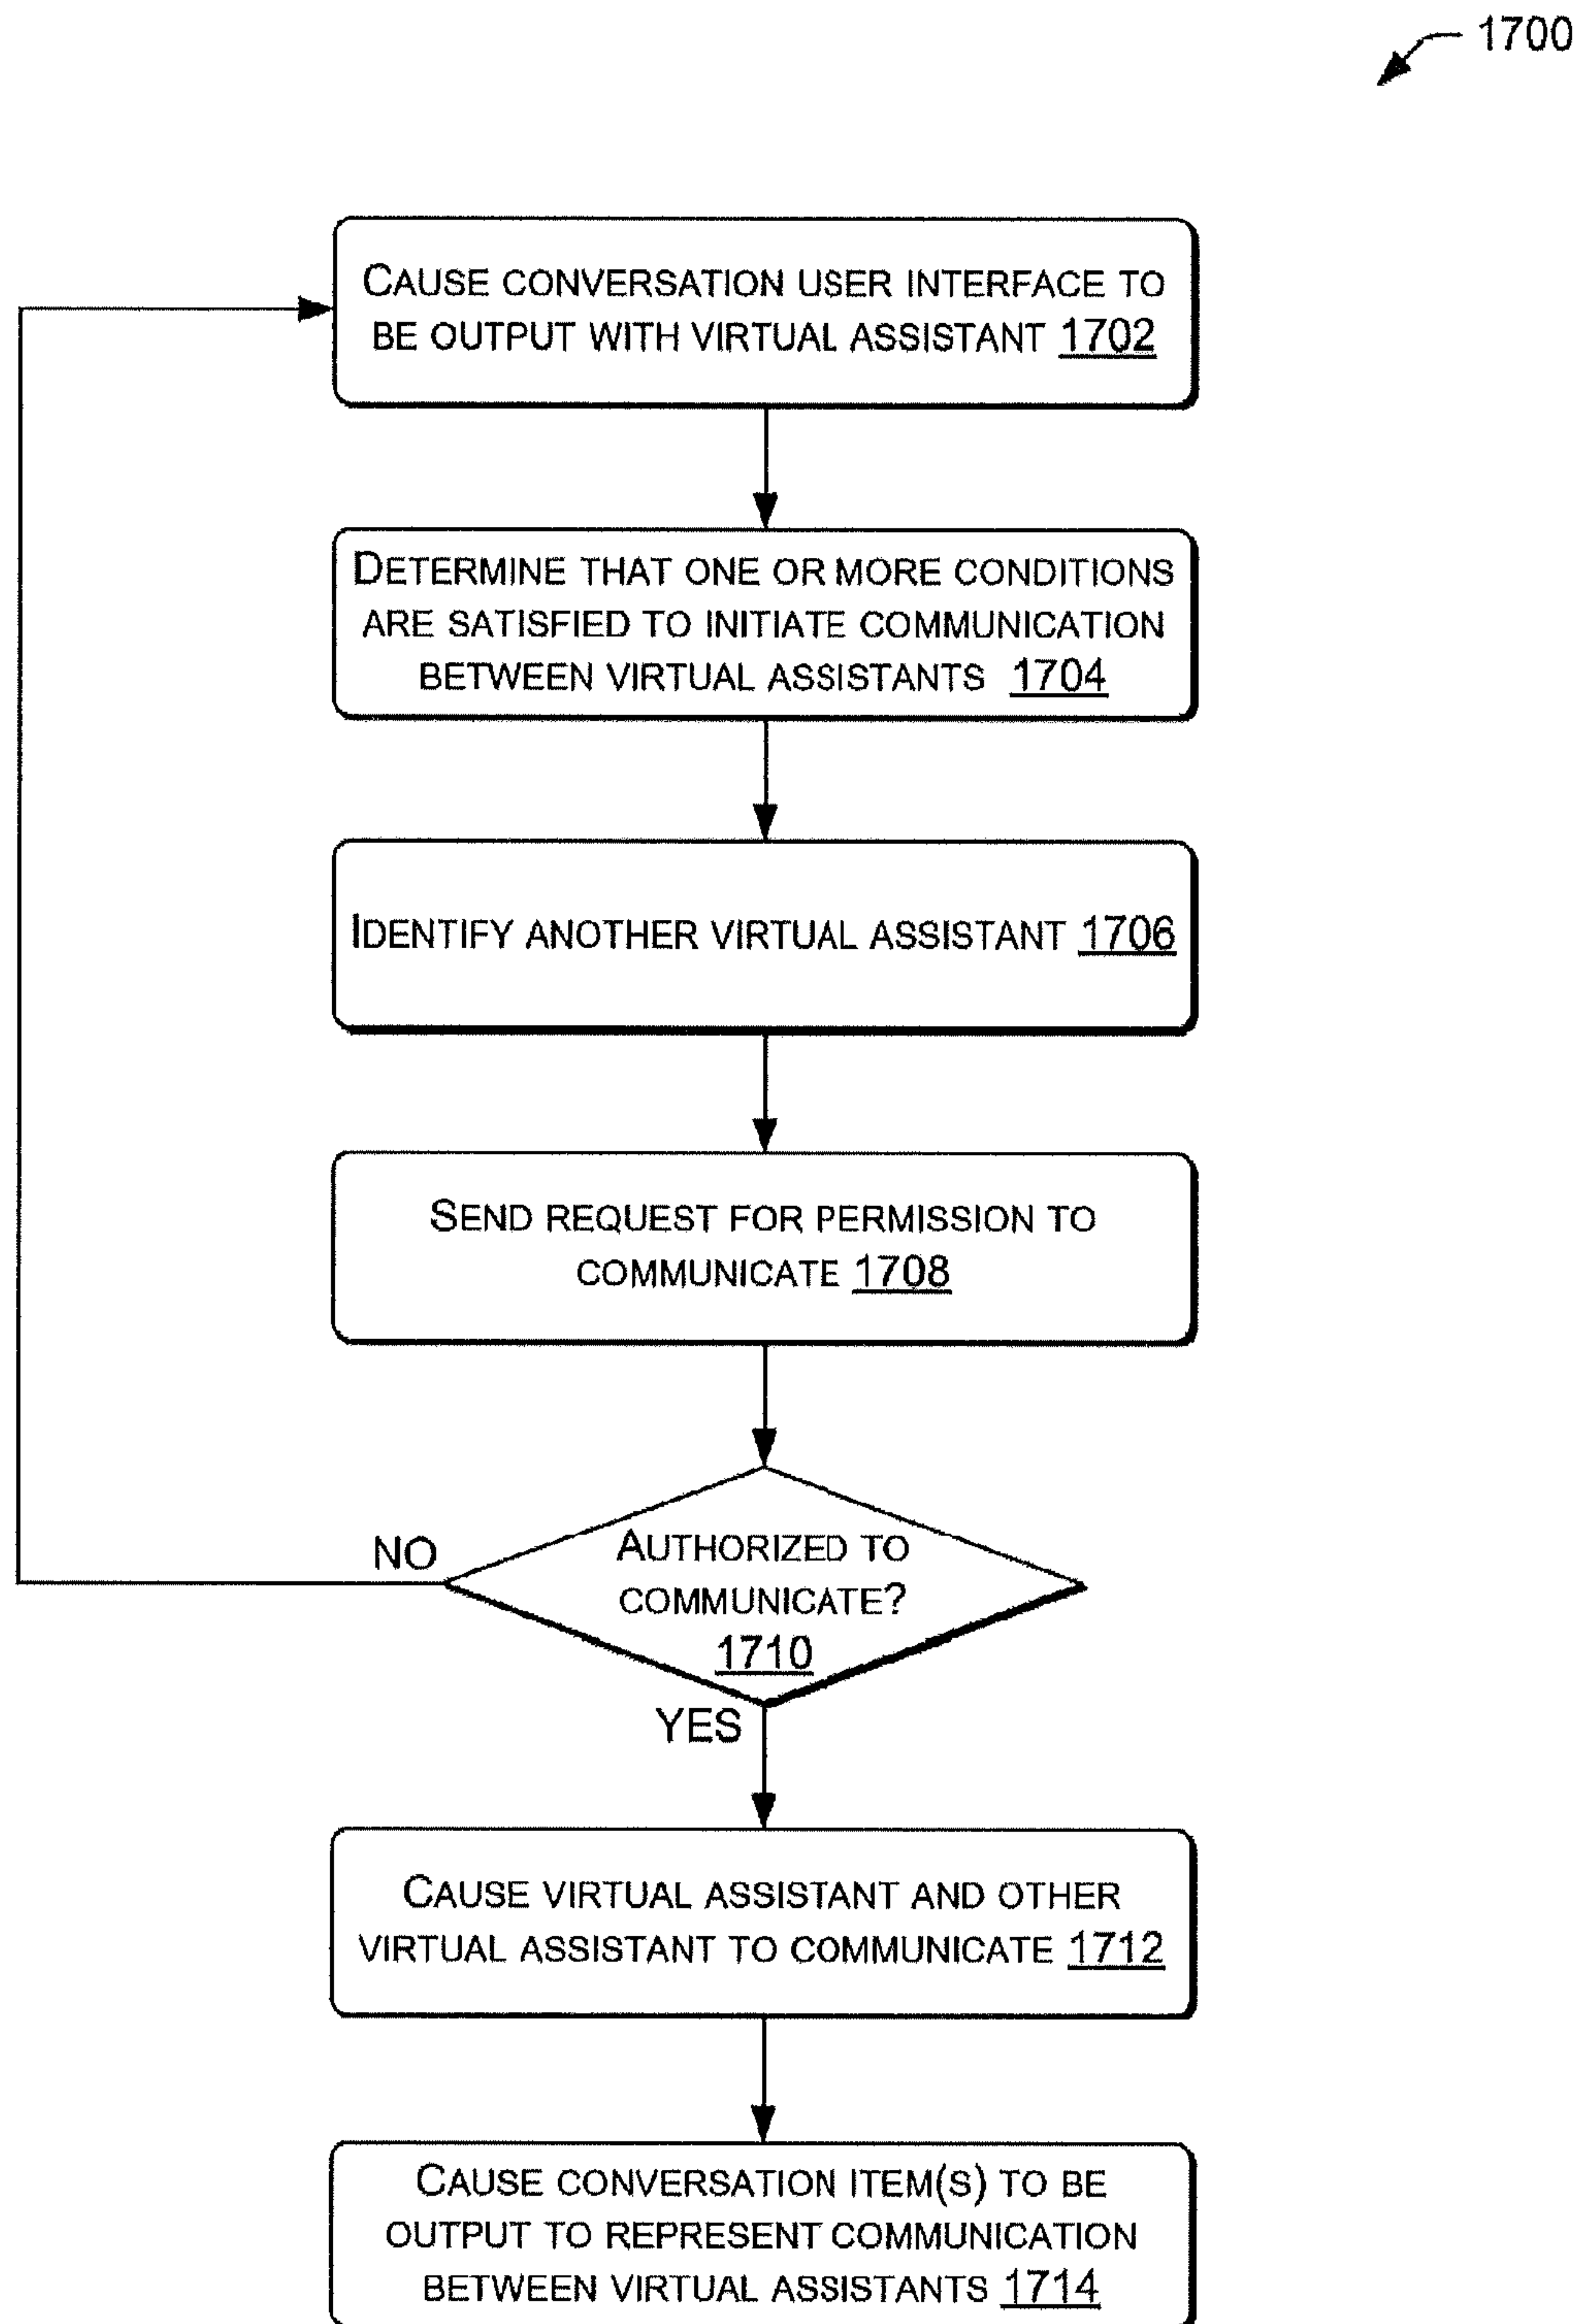 1700
CAUSE CONVERSATION USER INTERFACE TO
BE OUTPUT WITH VIRTUAL ASSISTANT 1702
DETERMINE THAT ONE OR MORE CONDITIONS
ARE SATISFIED TO INITIATE COMMUNICATION
BETWEEN VIRTUAL ASSISTANTS 1704
IDENTIFY ANOTHER VIRTUAL ASSISTANT 1706
SEND REQUEST FOR PERMISSION TO
COMMUNICATE 1708
NO
AUTHORIZED TO
COMMUNICATE?
1710
YES
CAUSE VIRTUAL ASSISTANT AND OTHER
VIRTUAL ASSISTANT TO COMMUNICATE 1712
CAUSE CONVERSATION ITEM(S) TO BE
OUTPUT TO REPRESENT COMMUNICATION
BETWEEN VIRTUAL ASSISTANTS 1714